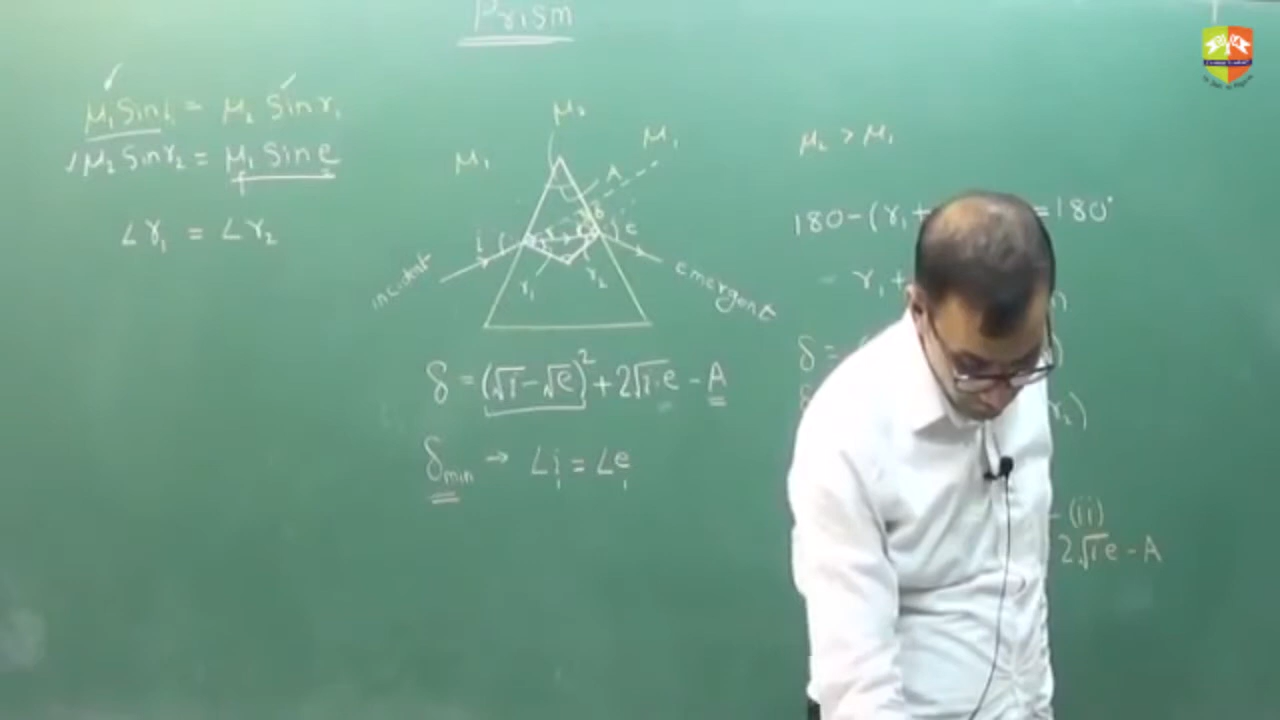 Prism
μ₁ Sin i = μ₂ Sin r₁
μ₂ Sin r₂ = μ₁ Sin e
∠r₁ = ∠r₂
μ₂
μ₁
μ₁
A
δ
i
e
r₁
r₂
incident
emergent
δ = (√i - √e)² + 2√i·e - A
δmin → ∠i = ∠e
μ₂ > μ₁
180 - (r₁ + = 180°
r₁ +
δ =
r₂)
- (ii)
2√ie - A